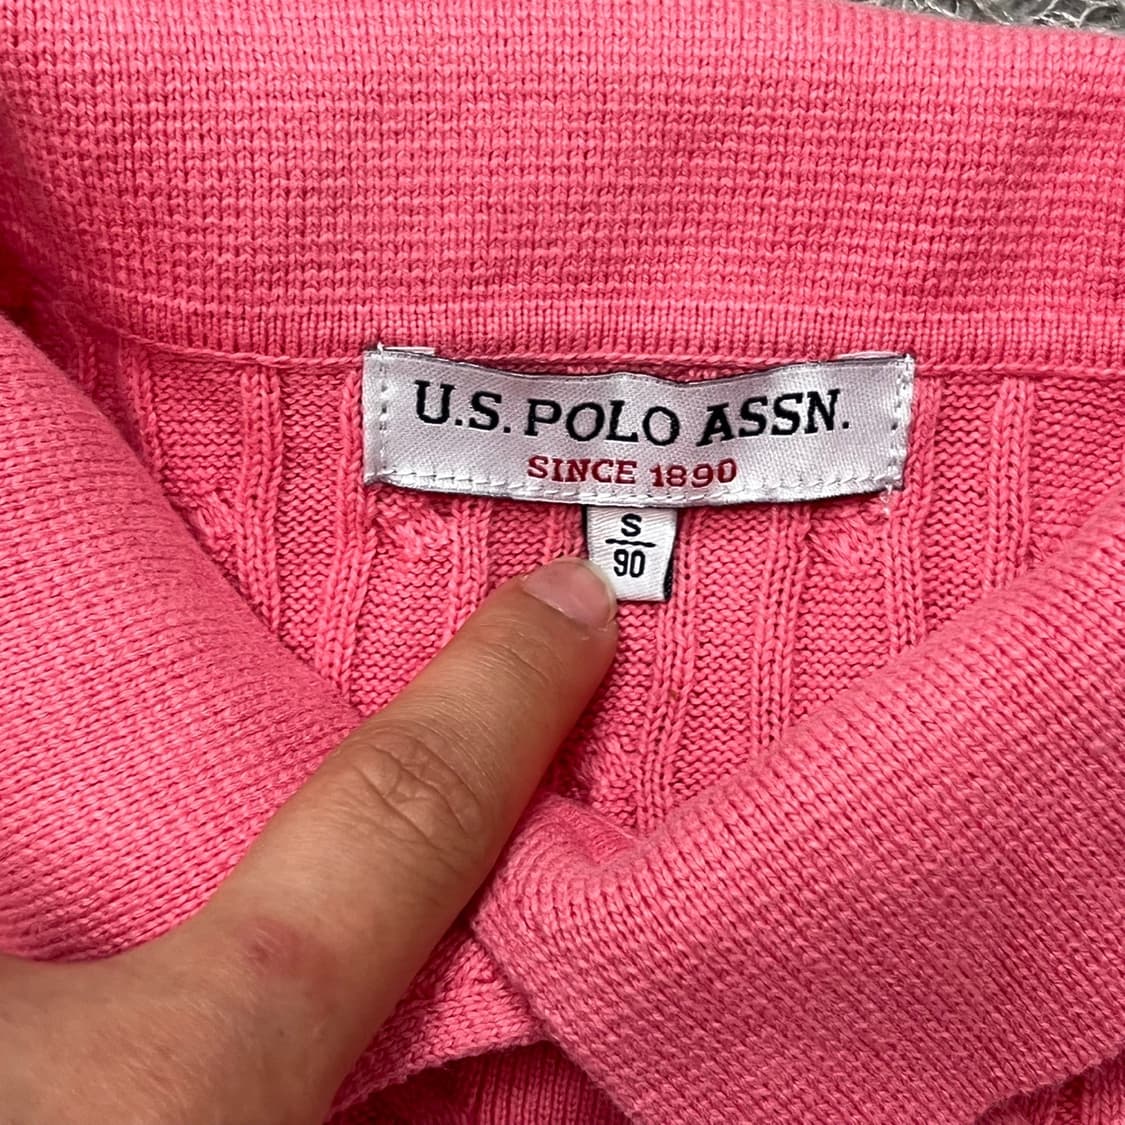 U.S. POLO ASSN.
SINCE 1890
S
90